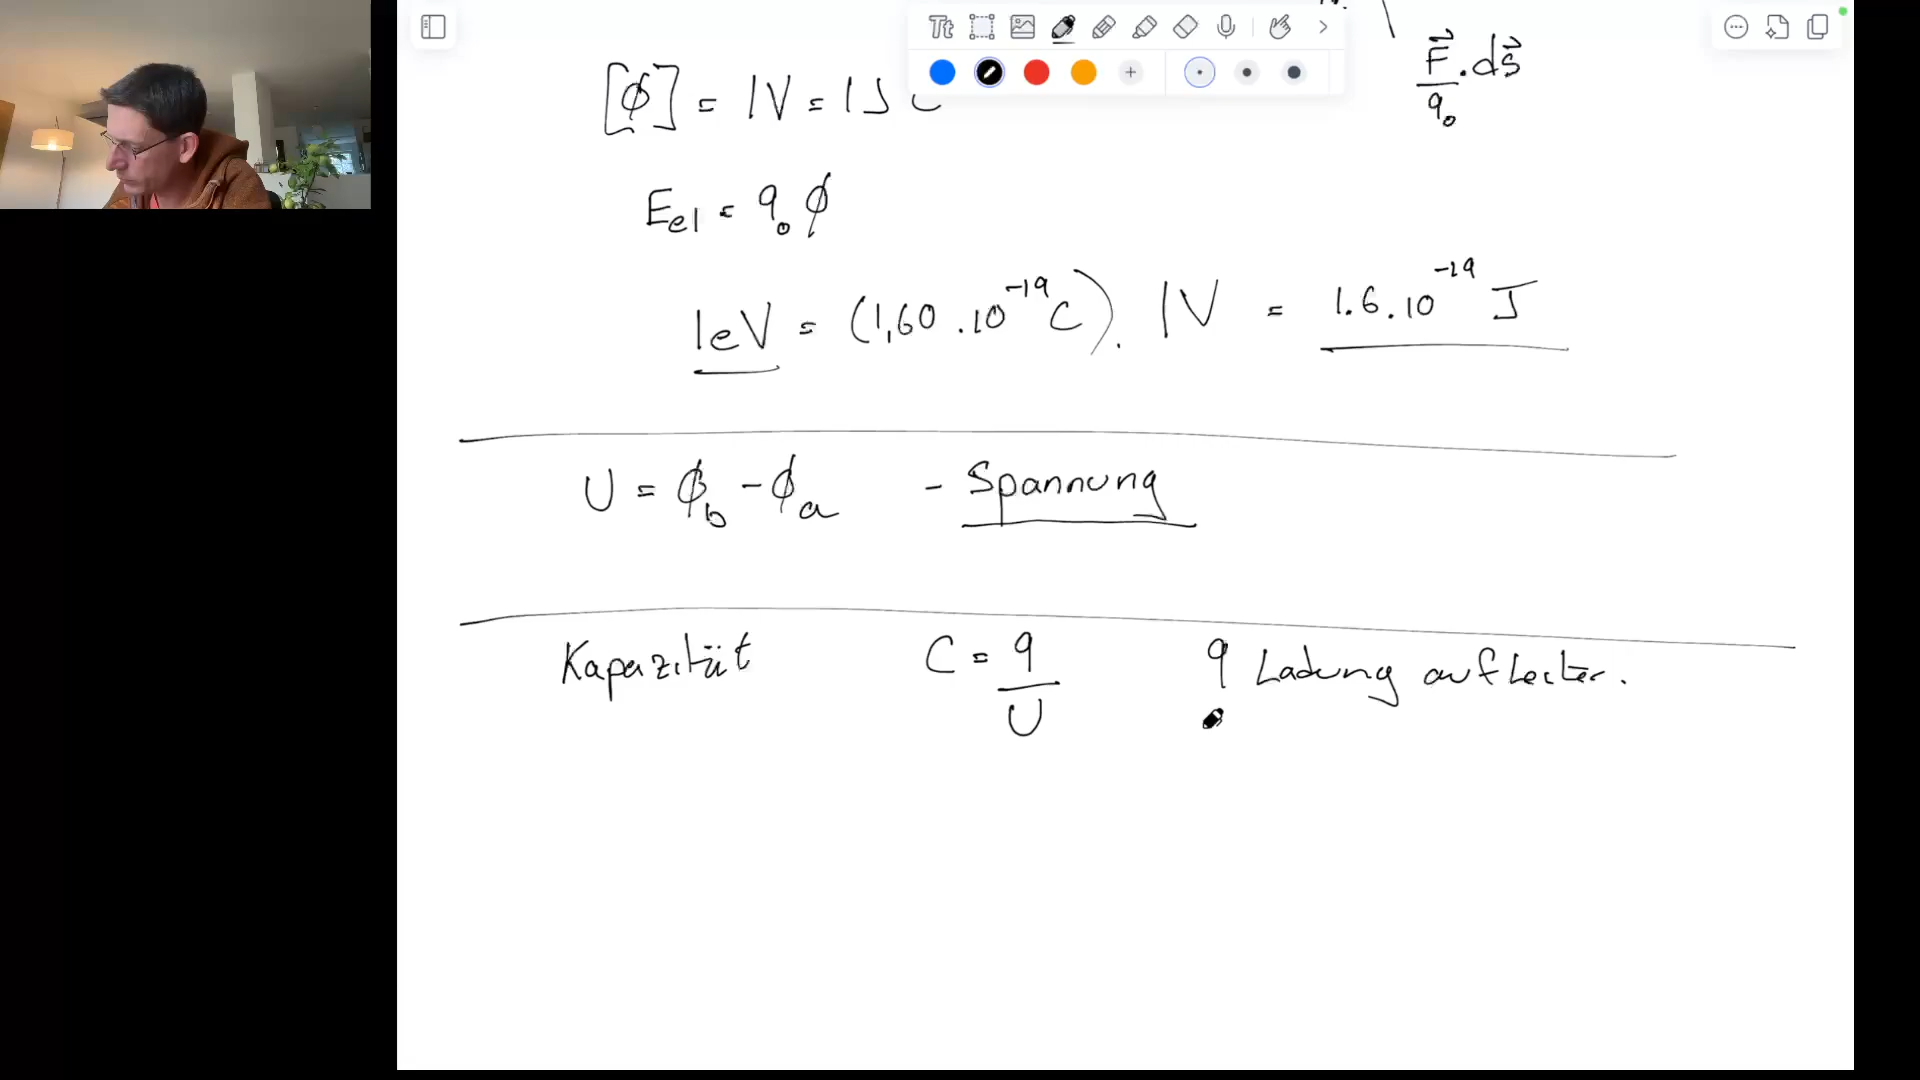 Tt
F⃗/q₀ . ds⃗
[ϕ] = 1V = 1J
E_el = q₀ ϕ
1eV = (1,60 . 10⁻¹⁹ C) . 1V = 1.6 . 10⁻¹⁹ J
U = ϕ_b - ϕ_a - Spannung
Kapazität C = q/U q Ladung auf Leiter.